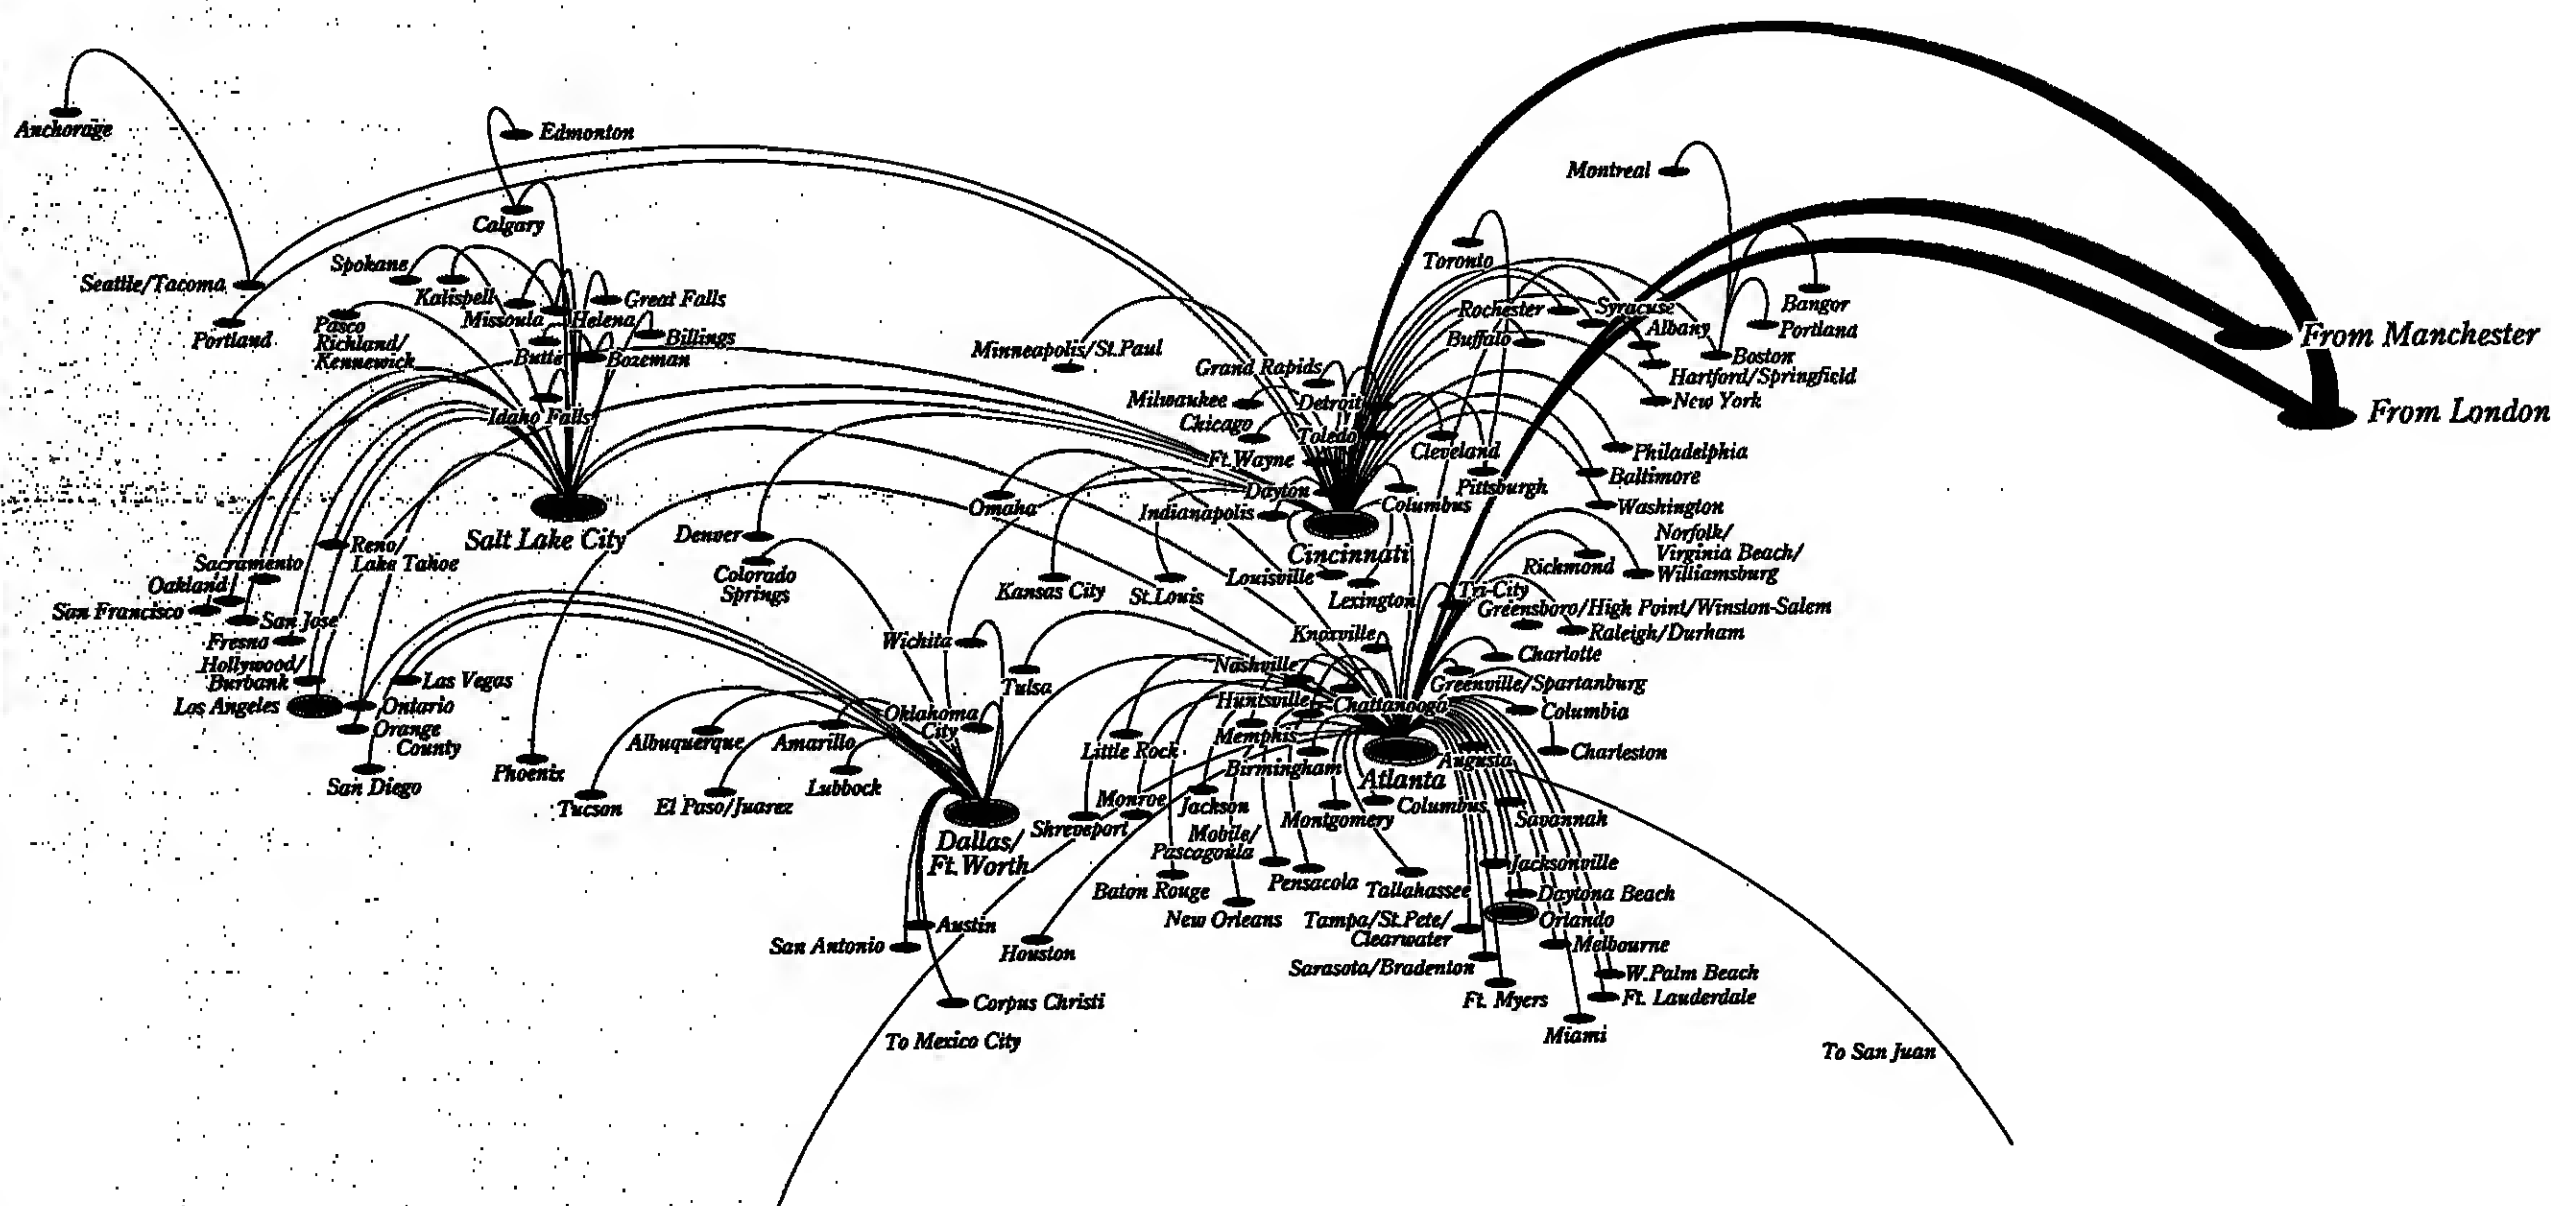 Anchorage
Edmonton
Calgary
Montreal
Toronto
Seattle/Tacoma
Portland
Spokane
Kalispell
Missoula
Helena
Great Falls
Billings
Butte
Bozeman
Pasco
Richland/
Kennewick
Idaho Falls
Salt Lake City
Minneapolis/St.Paul
Grand Rapids
Milwaukee
Detroit
Chicago
Toledo
Ft.Wayne
Dayton
Indianapolis
Columbus
Cincinnati
Louisville
Lexington
Cleveland
Pittsburgh
Rochester
Syracuse
Buffalo
Albany
Bangor
Portland
Boston
Hartford/Springfield
New York
Philadelphia
Baltimore
Washington
From Manchester
From London
Norfolk/
Virginia Beach/
Williamsburg
Richmond
Tri-City
Greensboro/High Point/Winston-Salem
Raleigh/Durham
Charlotte
Greenville/Spartanburg
Columbia
Charleston
Omaha
Denver
Colorado
Springs
Kansas City
St.Louis
Wichita
Tulsa
Oklahoma
City
Reno/
Lake Tahoe
Sacramento
Oakland
San Francisco
San Jose
Fresno
Hollywood/
Burbank
Los Angeles
Las Vegas
Ontario
Orange
County
San Diego
Phoenix
Tucson
Albuquerque
El Paso/Juarez
Amarillo
Lubbock
Dallas/
Ft.Worth
Austin
San Antonio
Corpus Christi
Houston
To Mexico City
Knoxville
Nashville
Huntsville
Chattanooga
Memphis
Little Rock
Birmingham
Atlanta
Augusta
Monroe
Shreveport
Jackson
Mobile/
Pascagoula
Baton Rouge
New Orleans
Montgomery
Columbus
Savannah
Pensacola
Tallahassee
Jacksonville
Daytona Beach
Orlando
Tampa/St.Pete/
Clearwater
Melbourne
Sarasota/Bradenton
W.Palm Beach
Ft. Myers
Ft. Lauderdale
Miami
To San Juan